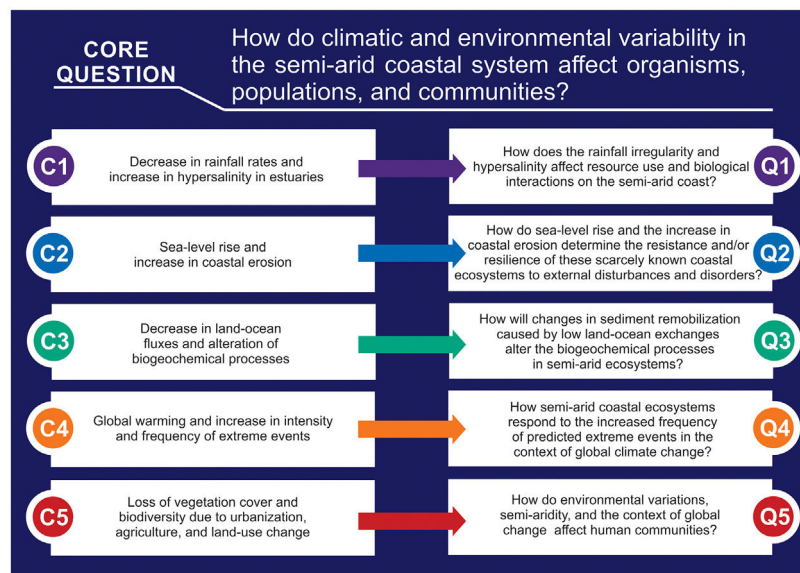 CORE
QUESTION
How do climatic and environmental variability in
the semi-arid coastal system affect organisms,
populations, and communities?
C1
Decrease in rainfall rates and
increase in hypersalinity in estuaries
How does the rainfall irregularity and
hypersalinity affect resource use and biological
interactions on the semi-arid coast?
Q1
C2
Sea-level rise and
increase in coastal erosion
How do sea-level rise and the increase in
coastal erosion determine the resistance and/or
resilience of these scarcely known coastal
ecosystems to external disturbances and disorders?
Q2
C3
Decrease in land-ocean
fluxes and alteration of
biogeochemical processes
How will changes in sediment remobilization
caused by low land-ocean exchanges
alter the biogeochemical processes
in semi-arid ecosystems?
Q3
C4
Global warming and increase in intensity
and frequency of extreme events
How semi-arid coastal ecosystems
respond to the increased frequency
of predicted extreme events in the
context of global climate change?
Q4
C5
Loss of vegetation cover and
biodiversity due to urbanization,
agriculture, and land-use change
How do environmental variations,
semi-aridity, and the context of global
change affect human communities?
Q5